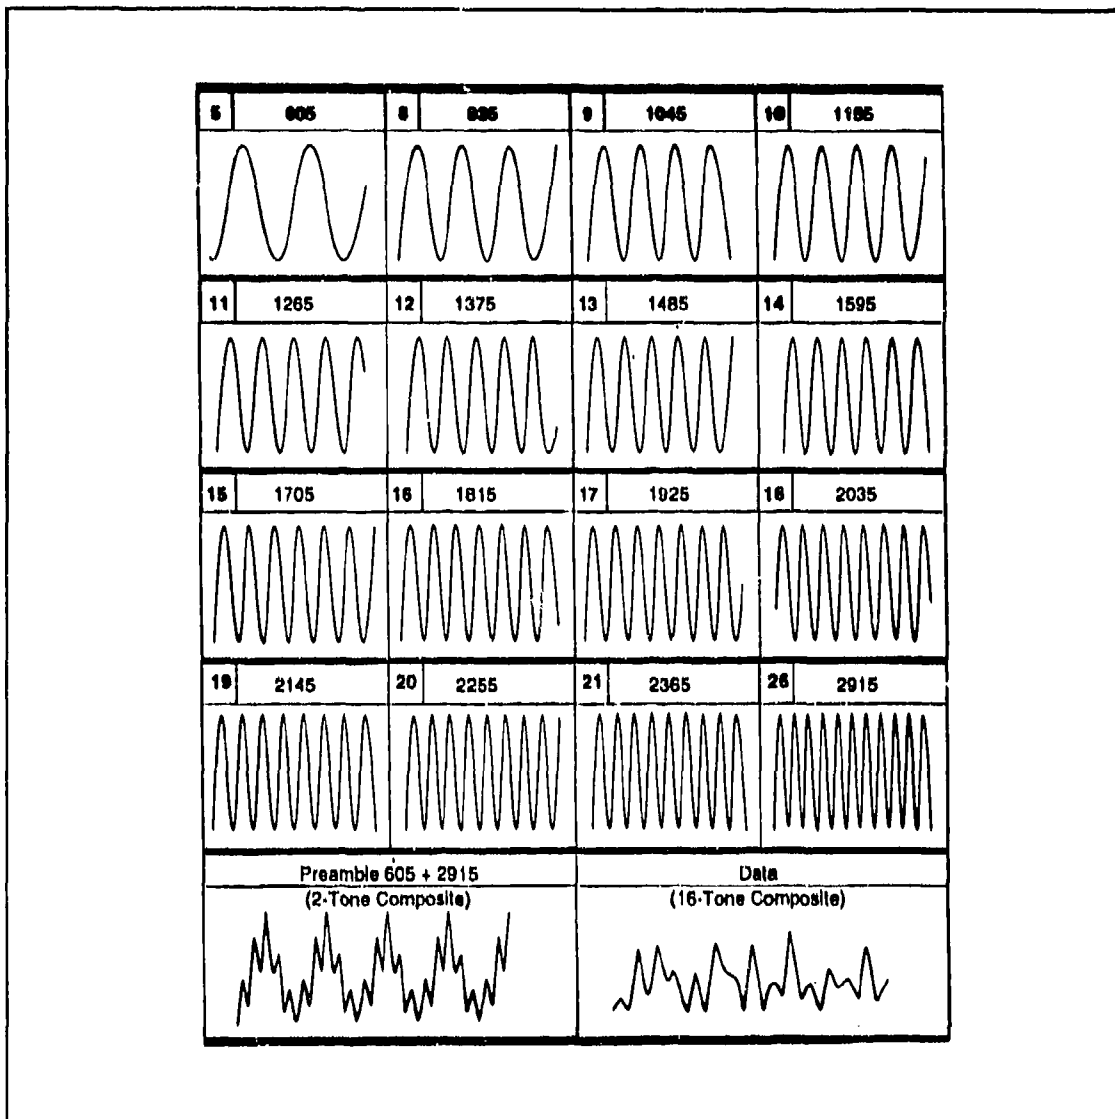 5 605 8 935 9 1045 10 1155
11 1265 12 1375 13 1485 14 1595
15 1705 16 1815 17 1925 18 2035
19 2145 20 2255 21 2365 26 2915
Preamble 605 + 2915 Data
(2-Tone Composite) (16-Tone Composite)